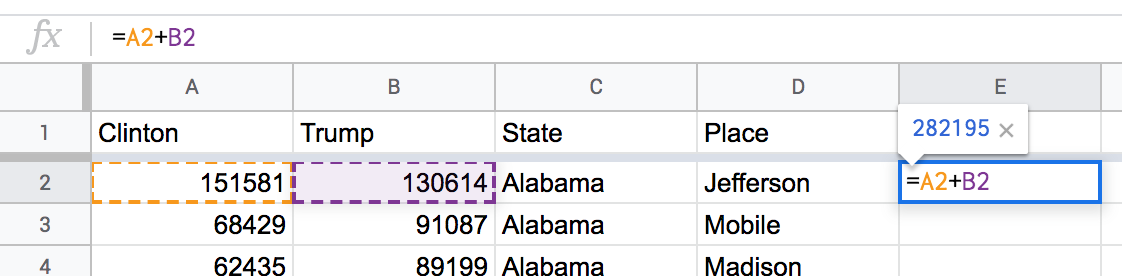 fx =A2+B2
A B C D E
1 Clinton Trump State Place
282195 ×
2 151581 130614 Alabama Jefferson =A2+B2
3 68429 91087 Alabama Mobile
4 62435 89199 Alabama Madison